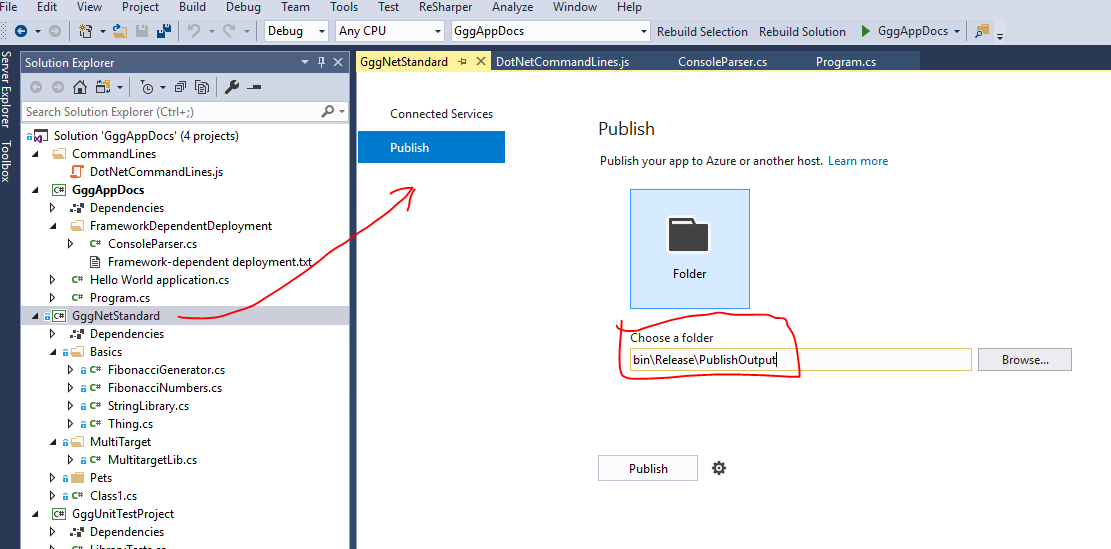 File Edit View Project Build Debug Team Tools Test ReSharper Analyze Window Help
Debug Any CPU GggAppDocs Rebuild Selection Rebuild Solution GggAppDocs
Server Explorer
Toolbox
Solution Explorer
Search Solution Explorer (Ctrl+;)
Solution 'GggAppDocs' (4 projects)
CommandLines
DotNetCommandLines.js
C# GggAppDocs
Dependencies
FrameworkDependentDeployment
C# ConsoleParser.cs
Framework-dependent deployment.txt
C# Hello World application.cs
C# Program.cs
C# GggNetStandard
Dependencies
Basics
C# FibonacciGenerator.cs
C# FibonacciNumbers.cs
C# StringLibrary.cs
C# Thing.cs
MultiTarget
C# MultitargetLib.cs
Pets
C# Class1.cs
C# GggUnitTestProject
Dependencies
C# LibraryTests.cs
GggNetStandard DotNetCommandLines.js ConsoleParser.cs Program.cs
Connected Services
Publish
Publish
Publish your app to Azure or another host. Learn more
Folder
Choose a folder
bin\Release\PublishOutput
Browse...
Publish